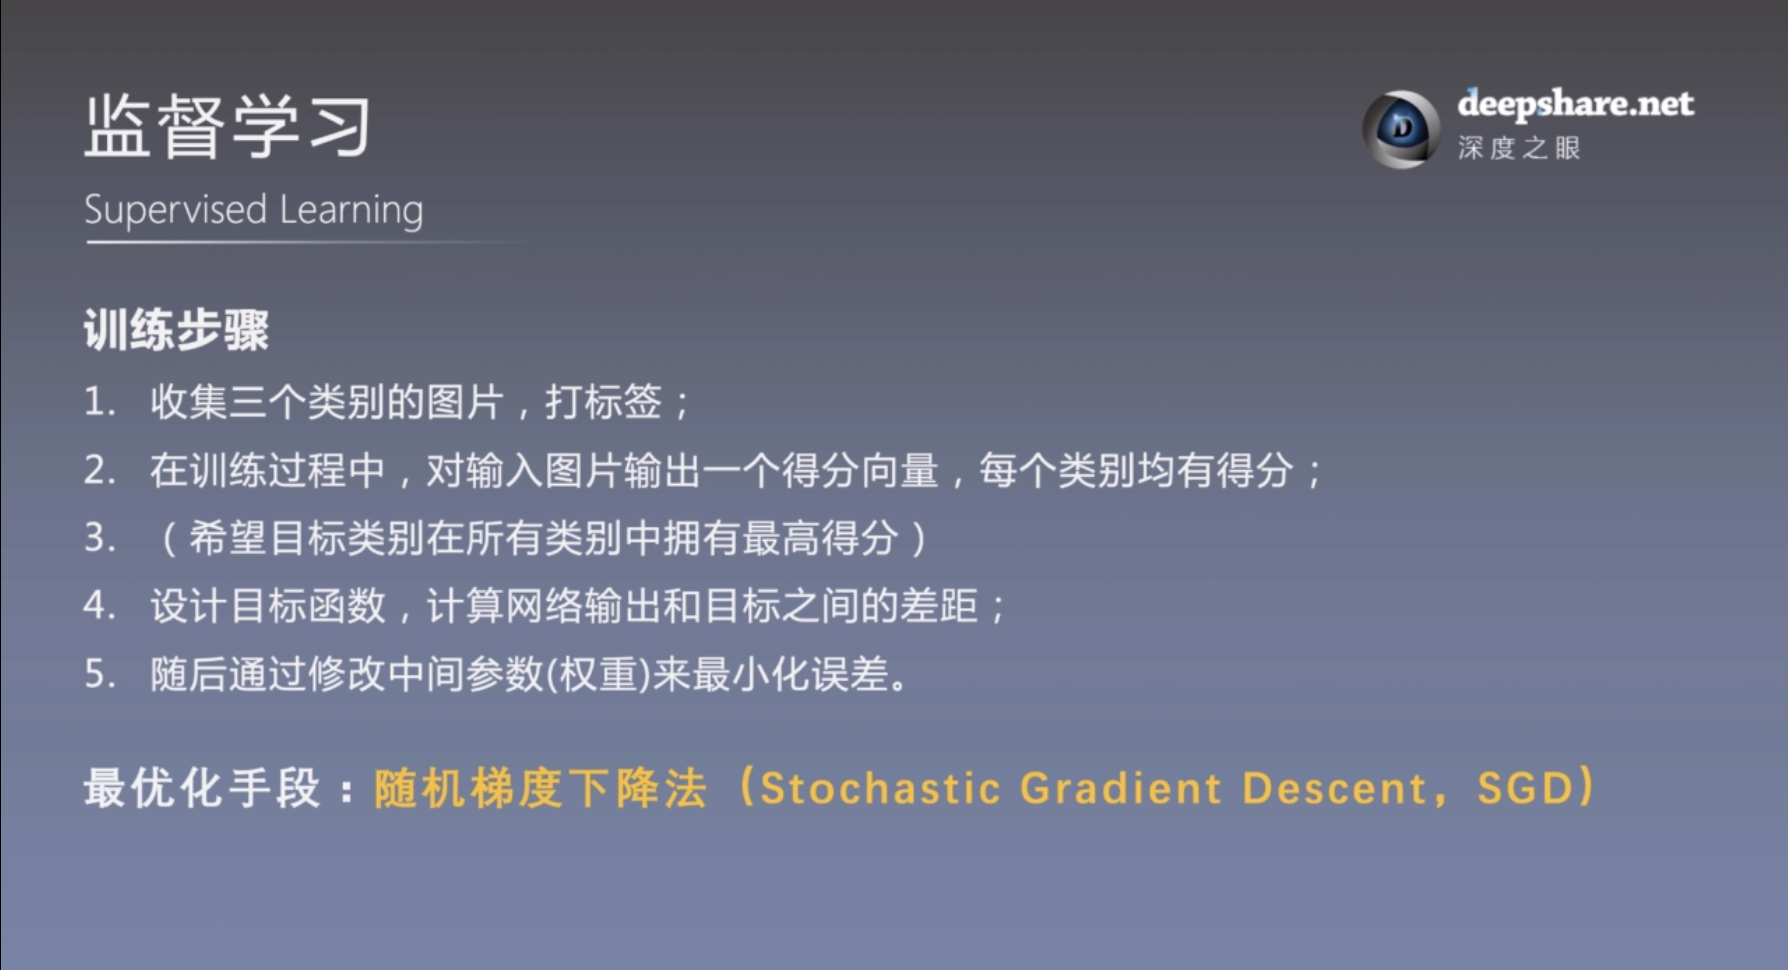 监督学习
Supervised Learning
deepshare.net
深度之眼
训练步骤
1. 收集三个类别的图片，打标签；
2. 在训练过程中，对输入图片输出一个得分向量，每个类别均有得分；
3. （希望目标类别在所有类别中拥有最高得分）
4. 设计目标函数，计算网络输出和目标之间的差距；
5. 随后通过修改中间参数(权重)来最小化误差。
最优化手段：随机梯度下降法（Stochastic Gradient Descent，SGD）